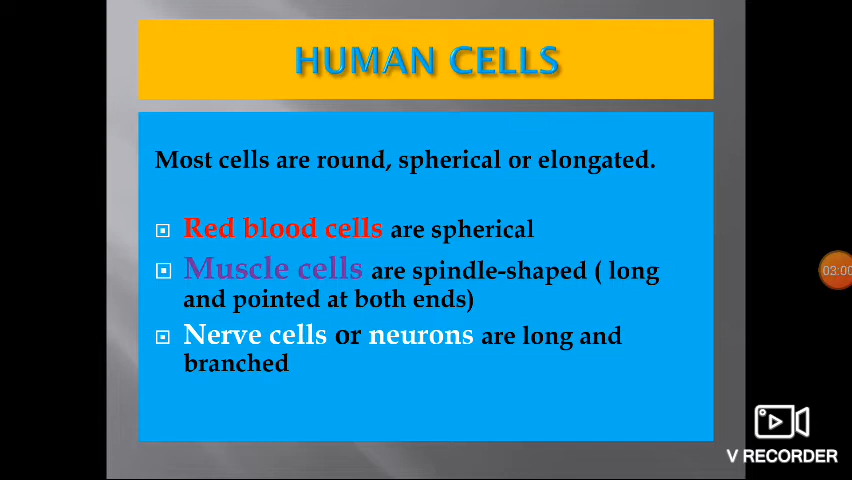 HUMAN CELLS
Most cells are round, spherical or elongated.
Red blood cells are spherical
Muscle cells are spindle-shaped ( long
and pointed at both ends)
Nerve cells or neurons are long and
branched
03:00
V RECORDER